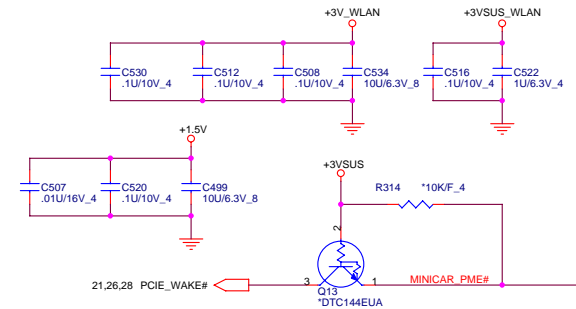 +3V_WLAN
+3VSUS_WLAN
C530
.1U/10V_4
C512
.1U/10V_4
C508
.1U/10V_4
C534
10U/6.3V_8
C516
.1U/10V_4
C522
1U/6.3V_4
+1.5V
C507
.01U/16V_4
C520
.1U/10V_4
C499
10U/6.3V_8
+3VSUS
R314 *10K/F_4
2
21,26,28 PCIE_WAKE#
3
1
MINICAR_PME#
Q13
*DTC144EUA